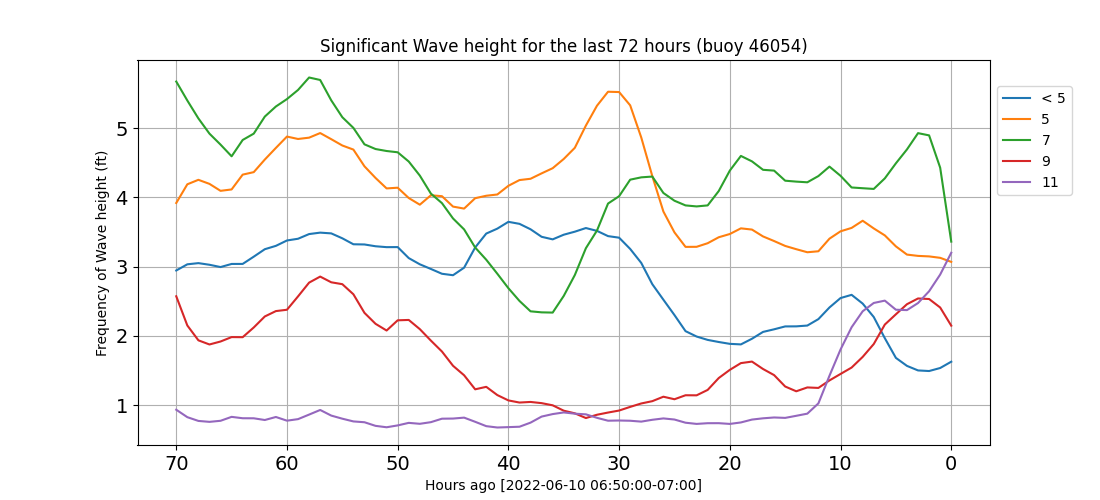 Significant Wave height for the last 72 hours (buoy 46054)
Frequency of Wave height (ft)
5
4
3
2
1
70 60 50 40 30 20 10 0
Hours ago [2022-06-10 06:50:00-07:00]
< 5
5
7
9
11